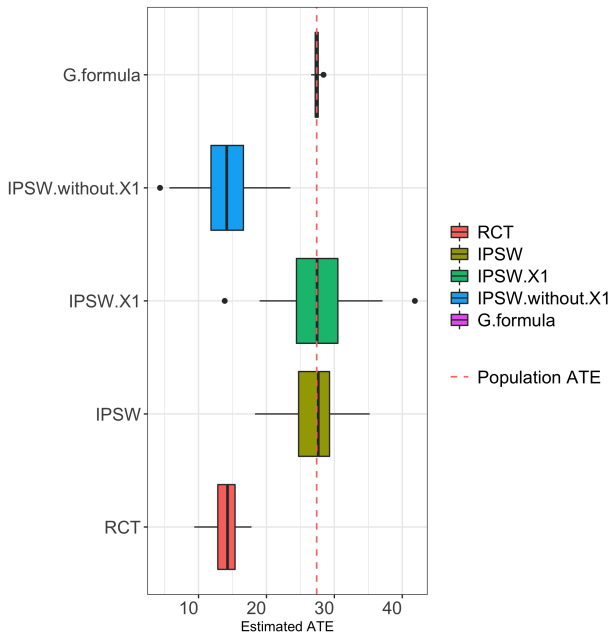 G.formula
IPSW.without.X1
IPSW.X1
IPSW
RCT
10 20 30 40
Estimated ATE
RCT
IPSW
IPSW.X1
IPSW.without.X1
G.formula
Population ATE